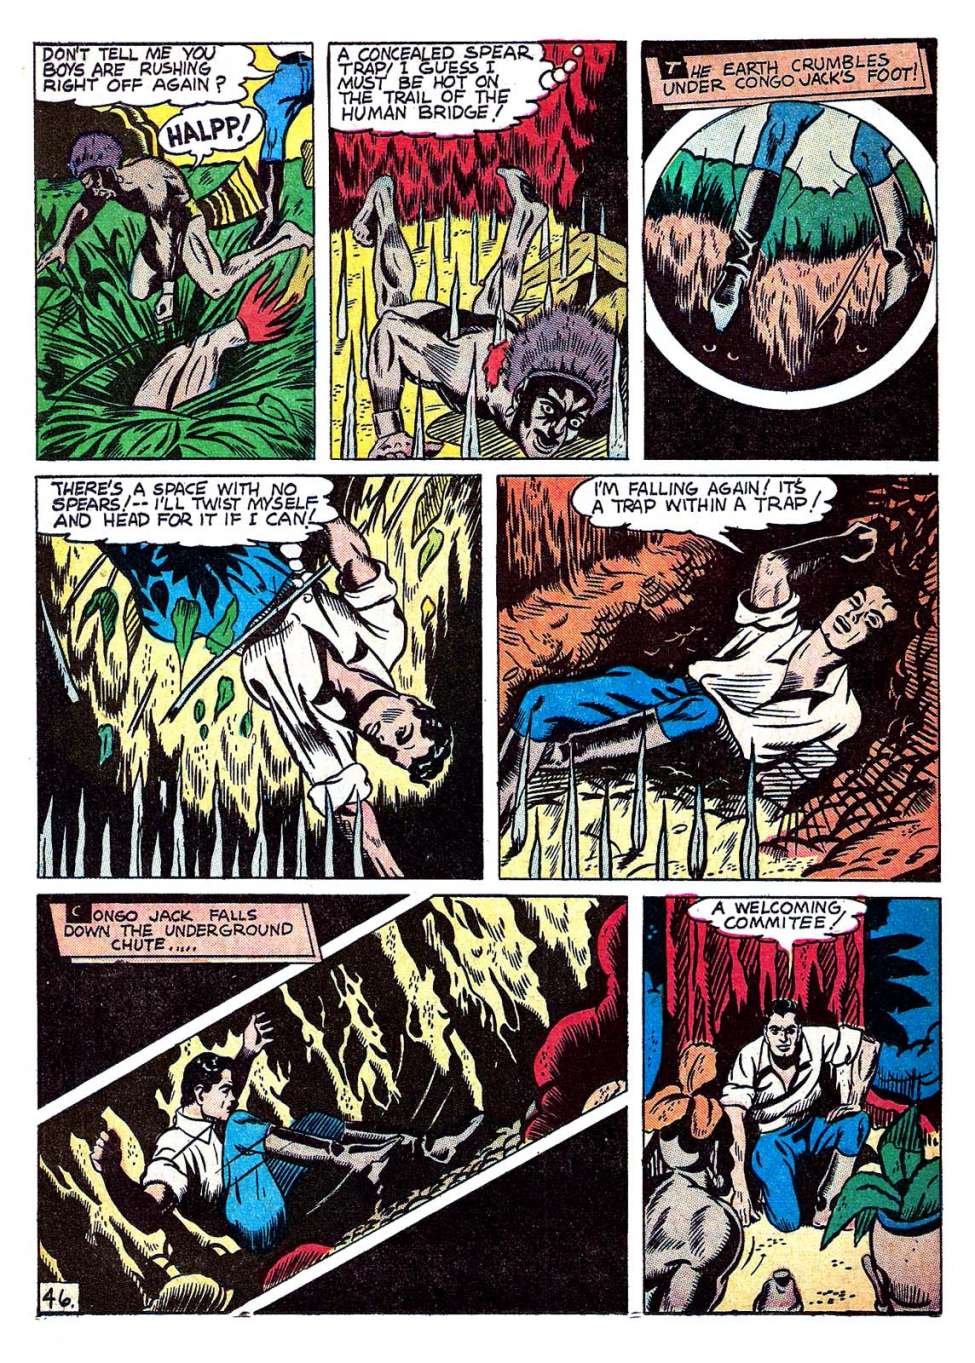 DON'T TELL ME YOU
BOYS ARE RUSHING
RIGHT OFF AGAIN?
HALPP!
A CONCEALED SPEAR
TRAP! I GUESS I
MUST BE HOT ON
THE TRAIL OF THE
HUMAN BRIDGE!
THE EARTH CRUMBLES
UNDER CONGO JACK'S FOOT!
THERE'S A SPACE WITH NO
SPEARS!-- I'LL TWIST MYSELF
AND HEAD FOR IT IF I CAN!
I'M FALLING AGAIN! IT'S
A TRAP WITHIN A TRAP!
CONGO JACK FALLS
DOWN THE UNDERGROUND
CHUTE.....
A WELCOMING
COMMITEE!
46.